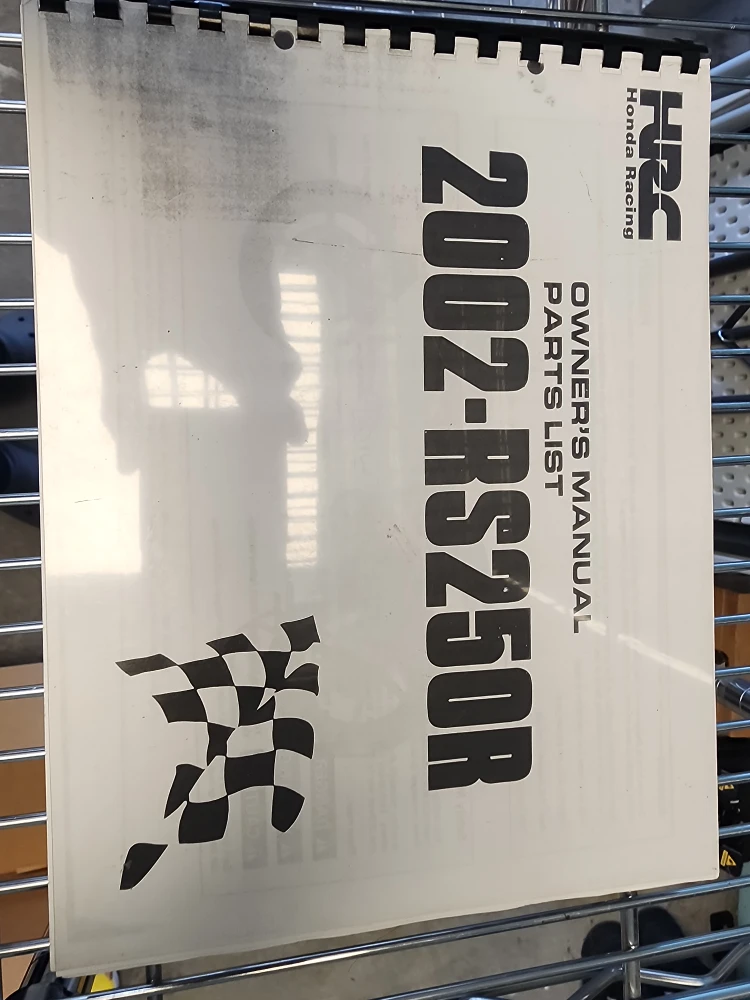 HRC
Honda Racing
OWNER'S MANUAL
PARTS LIST
2002-RS250R